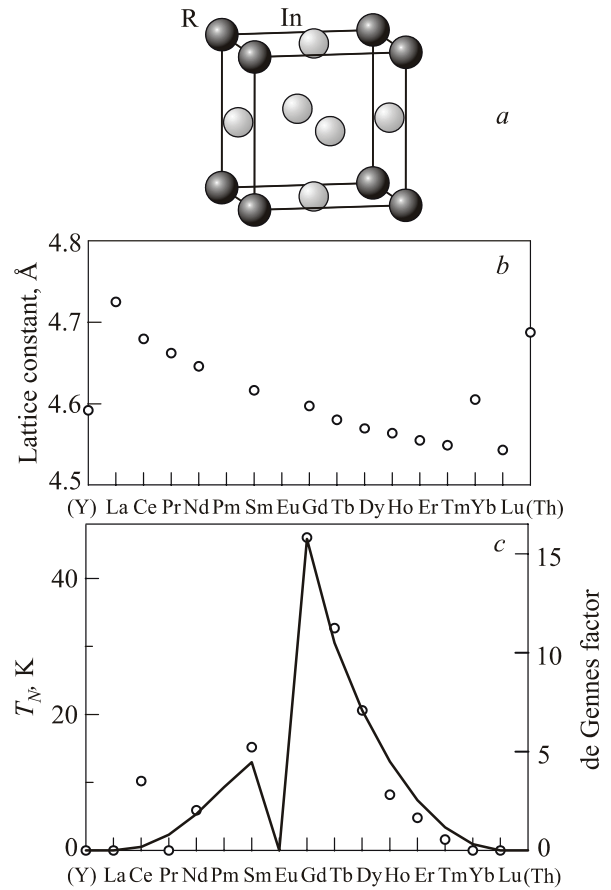 R In
a
4.8
b
4.7
4.6
4.5
Lattice constant, Å
(Y) La Ce Pr Nd Pm Sm Eu Gd Tb Dy Ho Er Tm Yb Lu (Th)
c
40
20
0
T_N, K
15
10
5
0
de Gennes factor
(Y) La Ce Pr Nd Pm Sm Eu Gd Tb Dy Ho Er Tm Yb Lu (Th)